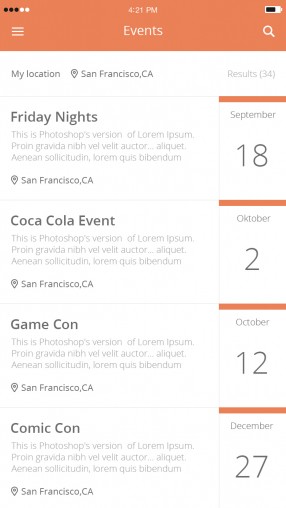 4:21 PM
Events
My location San Francisco,CA Results (34)
Friday Nights
This is Photoshop's version of Lorem Ipsum.
Proin gravida nibh vel velit auctor... aliquet.
Aenean sollicitudin, lorem quis bibendum
San Francisco,CA
September
18
Coca Cola Event
This is Photoshop's version of Lorem Ipsum.
Proin gravida nibh vel velit auctor... aliquet.
Aenean sollicitudin, lorem quis bibendum
San Francisco,CA
Oktober
2
Game Con
This is Photoshop's version of Lorem Ipsum.
Proin gravida nibh vel velit auctor... aliquet.
Aenean sollicitudin, lorem quis bibendum
San Francisco,CA
October
12
Comic Con
This is Photoshop's version of Lorem Ipsum.
Proin gravida nibh vel velit auctor... aliquet.
Aenean sollicitudin, lorem quis bibendum
San Francisco,CA
December
27